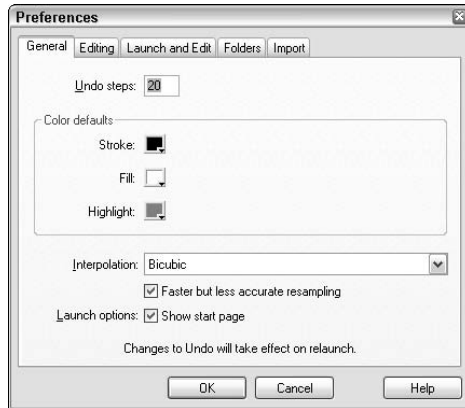 Preferences
General Editing Launch and Edit Folders Import
Undo steps: 20
Color defaults
Stroke:
Fill:
Highlight:
Interpolation: Bicubic
Faster but less accurate resampling
Launch options: Show start page
Changes to Undo will take effect on relaunch.
OK Cancel Help